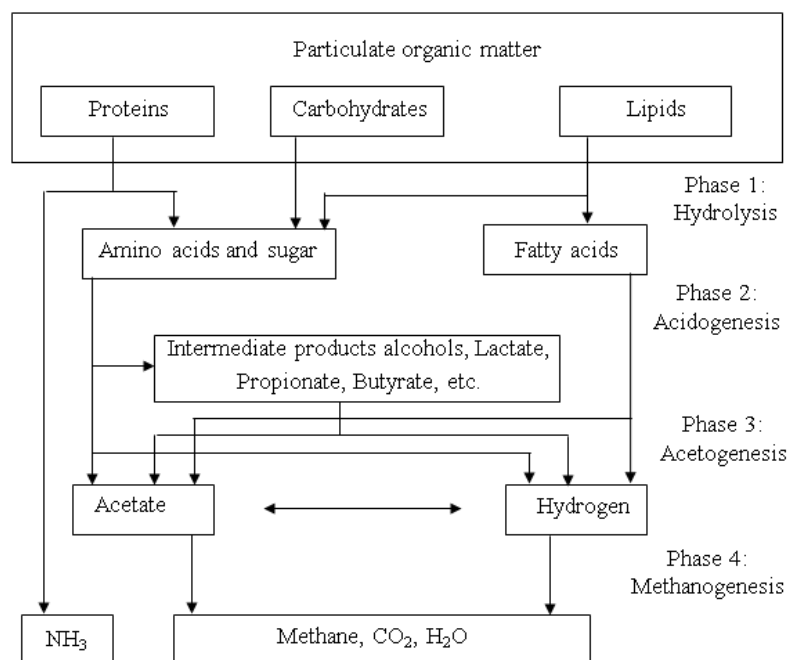 Particulate organic matter
Proteins
Carbohydrates
Lipids
Phase 1:
Hydrolysis
Amino acids and sugar
Fatty acids
Phase 2:
Acidogenesis
Intermediate products alcohols, Lactate,
Propionate, Butyrate, etc.
Phase 3:
Acetogenesis
Acetate
Hydrogen
Phase 4:
Methanogenesis
NH₃
Methane, CO₂, H₂O